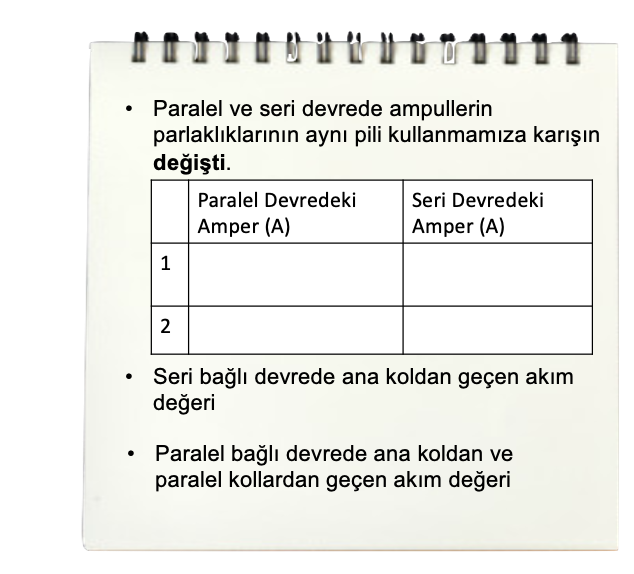 • Paralel ve seri devrede ampullerin
parlaklıklarının aynı pili kullanmamıza karışın
değişti.
Paralel Devredeki
Amper (A)
Seri Devredeki
Amper (A)
1
2
• Seri bağlı devrede ana koldan geçen akım
değeri
• Paralel bağlı devrede ana koldan ve
paralel kollardan geçen akım değeri